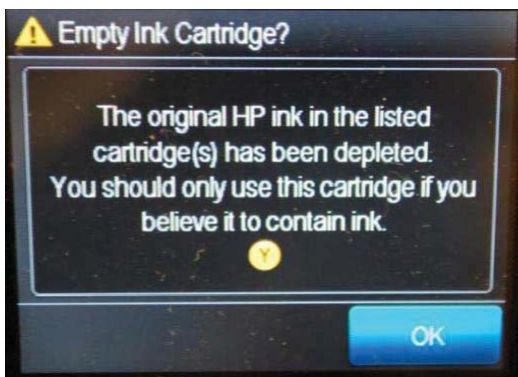 Empty Ink Cartridge?
The original HP ink in the listed
cartridge(s) has been depleted.
You should only use this cartridge if you
believe it to contain ink.
Y
OK